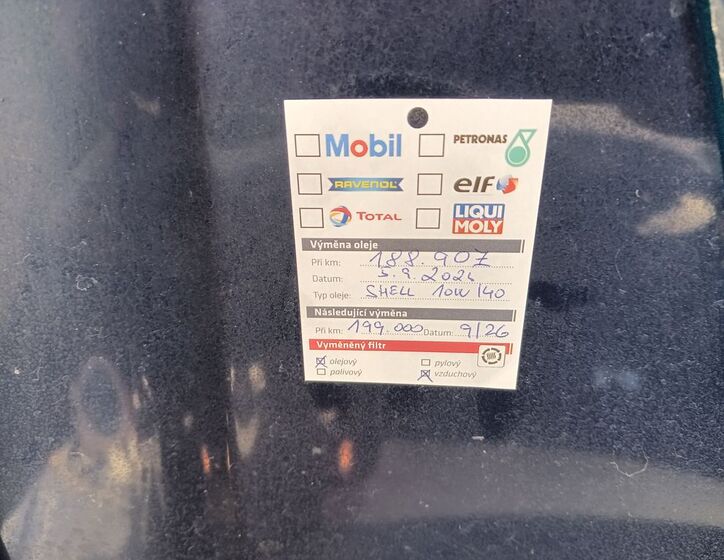 Mobil PETRONAS
RAVENOL elf
TOTAL LIQUI MOLY
Výměna oleje
Při km: 188.907
Datum: 5.9.2024
Typ oleje: SHELL 10W/40
Následující výměna
Při km: 199.000 Datum: 9/26
Vyměněný filtr
olejový pylový
palivový vzduchový